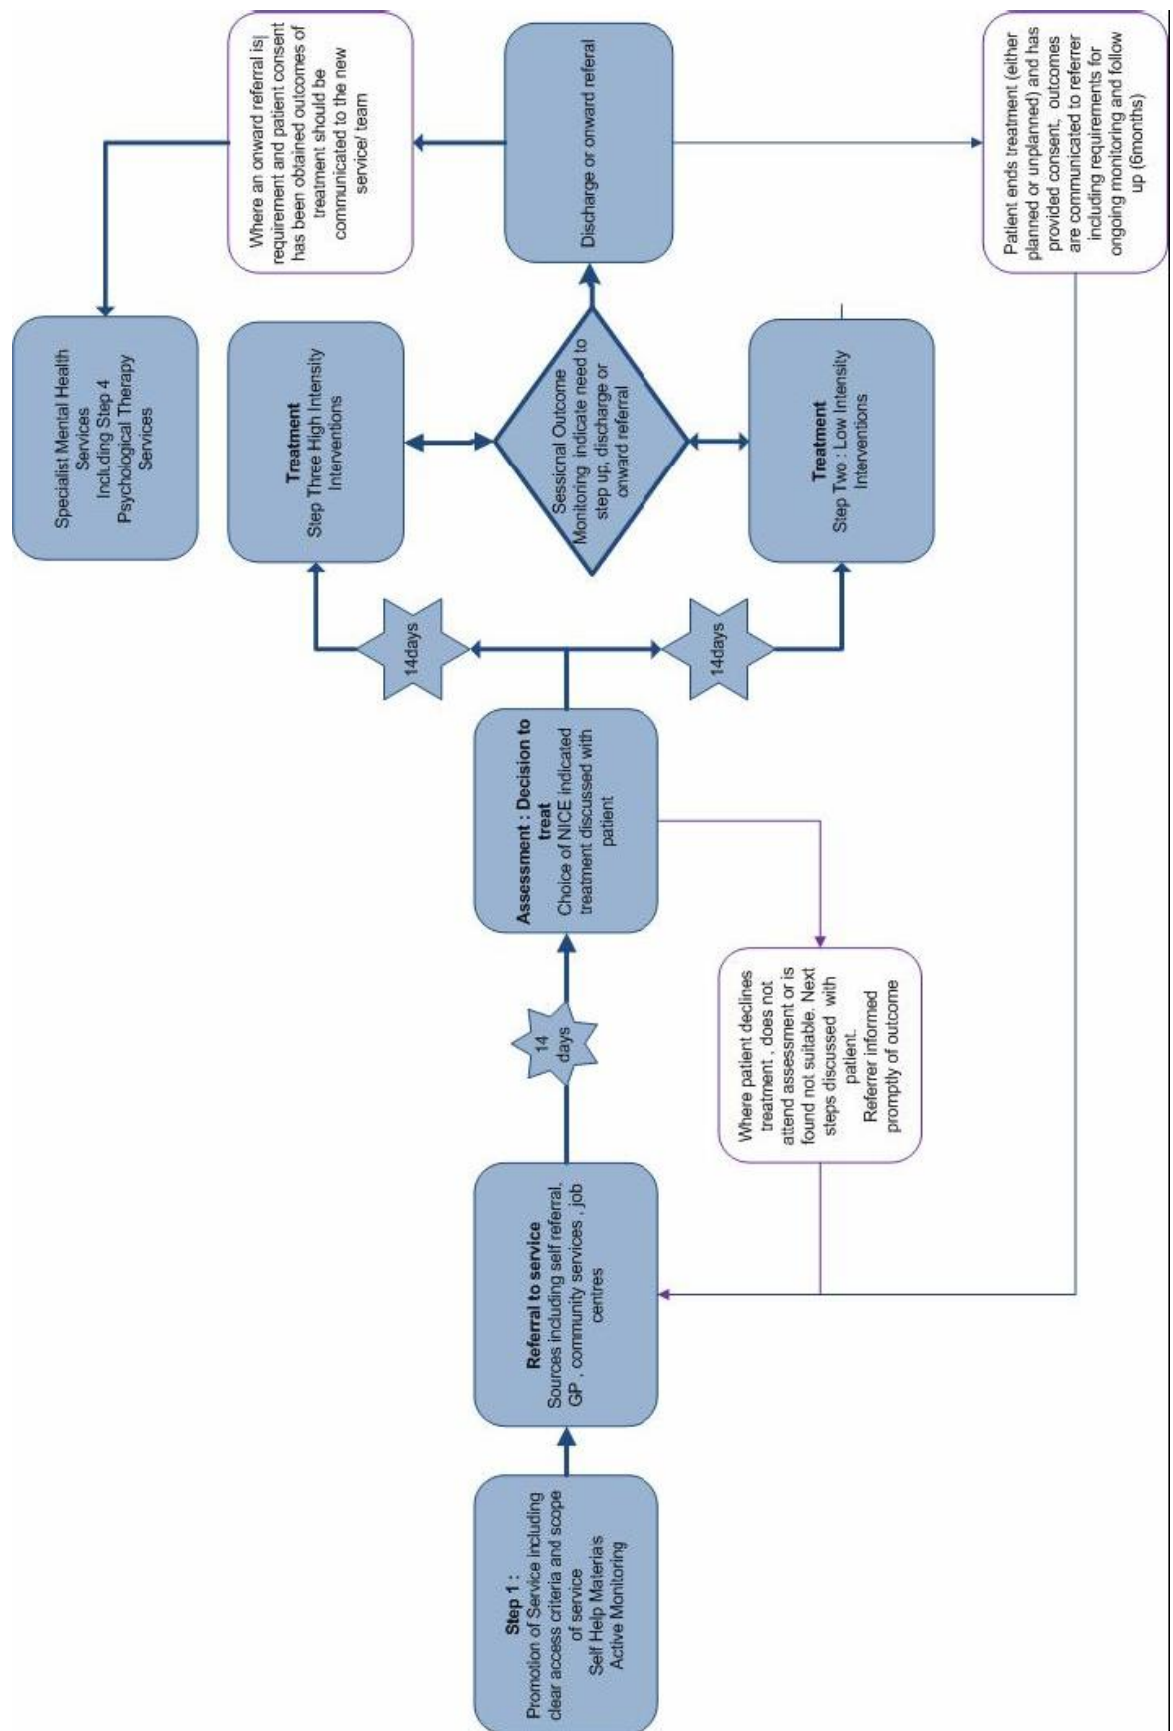 Step 1 :
Promotion of Service including
clear access criteria and scope
of service
Self Help Materials
Active Monitoring
Referral to service
Sources including self referral,
GP , community services , job
centres
14
days
Assessment : Decision to
treat
Choice of NICE indicated
treatment discussed with
patient
Where patient declines
treatment , does not
attend assessment or is
found not suitable. Next
steps discussed with
patient.
Referrer informed
promptly of outcome
14days
14days
Treatment
Step Three High Intensity
Interventions
Sessional Outcome
Monitoring indicate need to
step up, discharge or
onward referral
Treatment
Step Two : Low Intensity
Interventions
Specialist Mental Health
Services
Including Step 4
Psychological Therapy
Services
Where an onward referral is
requirement and patient consent
has been obtained outcomes of
treatment should be
communicated to the new
service/ team
Discharge or onward referal
Patient ends treatment (either
planned or unplanned) and has
provided consent, outcomes
are communicated to referrer
including requirements for
ongoing monitoring and follow
up (6months)